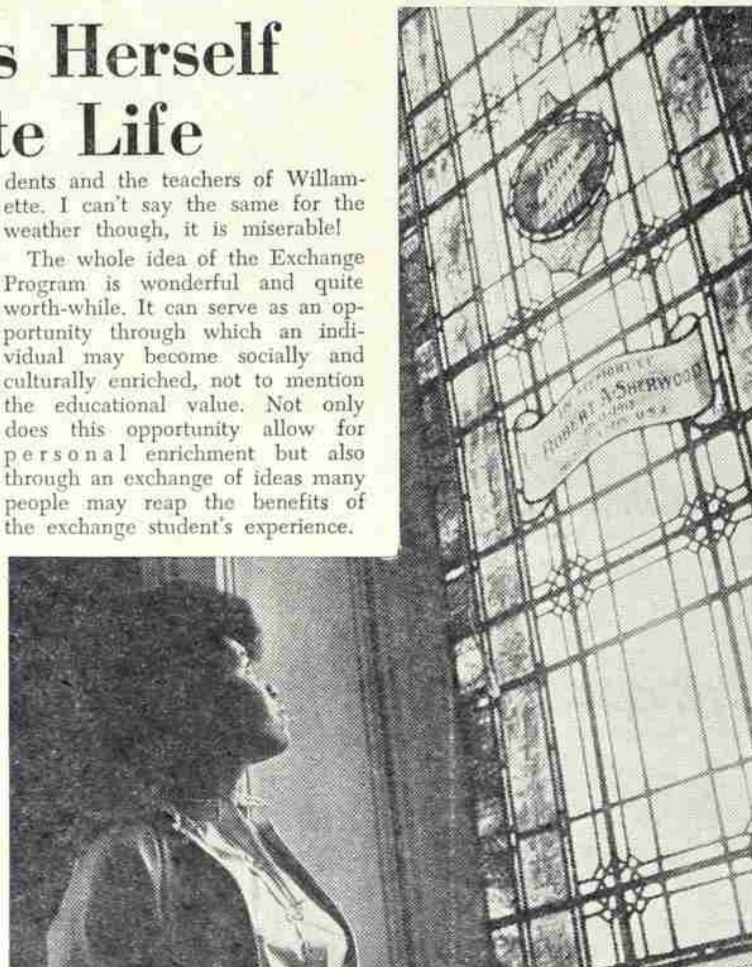 s Herself
te Life
dents and the teachers of Willam-
ette. I can't say the same for the
weather though, it is miserable!
The whole idea of the Exchange
Program is wonderful and quite
worth-while. It can serve as an op-
portunity through which an indi-
vidual may become socially and
culturally enriched, not to mention
the educational value. Not only
does this opportunity allow for
personal enrichment but also
through an exchange of ideas many
people may reap the benefits of
the exchange student's experience.
IN MEMORY OF
ROBERT A. SHERWOOD
U.S.A.